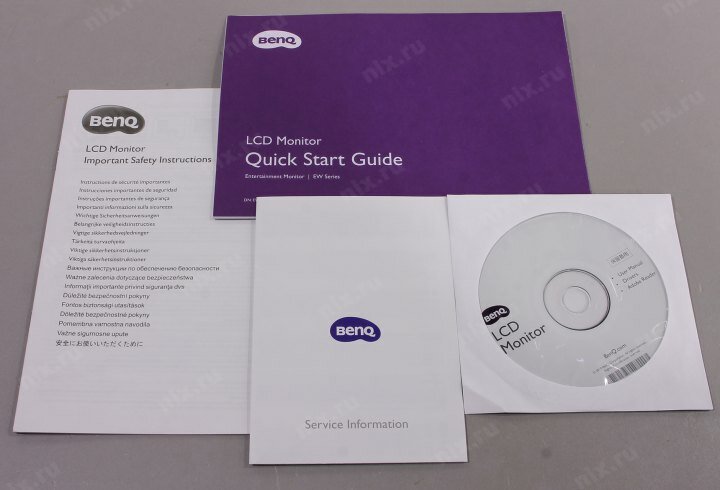 BenQ
LCD Monitor
Quick Start Guide
Entertainment Monitor | EW Series
BenQ
LCD Monitor
Important Safety Instructions
Instructions de sécurité importantes
Instrucciones importantes de seguridad
Instruções importantes de segurança
Importanti informazioni sulla sicurezza
Wichtige Sicherheitsanweisungen
Belangrijke veiligheidsinstructies
Vigtige sikkerhedsvejledninger
Tärkeitä turvaohjeita
Viktige sikkerhetsinstruksjoner
Viktiga säkerhetsinstruktioner
Важные инструкции по обеспечению безопасности
Ważne zalecenia dotyczące bezpieczeństwa
Informaţii importante privind siguranţa dvs
Důležité bezpečnostní pokyny
Fontos biztonsági utasítások
Dôležité bezpečnostné pokyny
Pomembna varnostna navodila
Važne sigurnosne upute
安全にお使いいただくために
BenQ
Service Information
User Manual
Drivers
Adobe Reader
BenQ
LCD
Monitor
BenQ.com
nix.ru